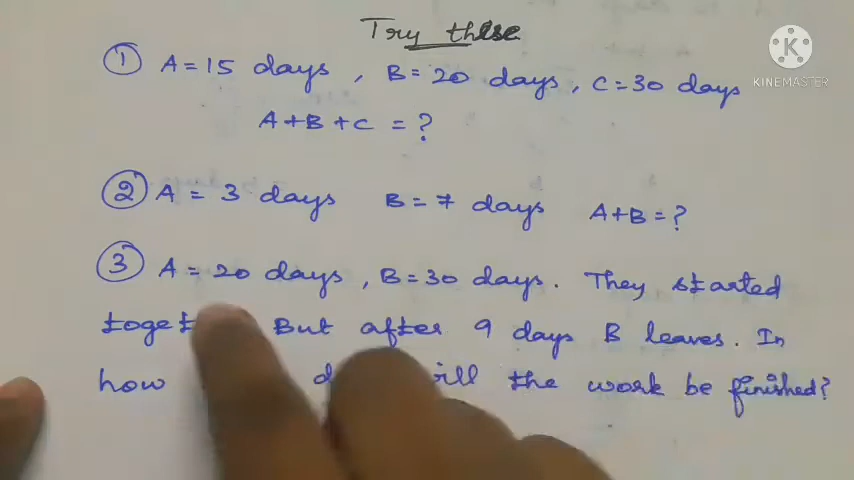 Try these
① A = 15 days , B = 20 days , C = 30 days
A + B + C = ?
② A = 3 days B = 7 days A + B = ?
③ A = 20 days , B = 30 days . They started
But after 9 days B leaves . In
how will the work be finished ?
K
KINEMASTER